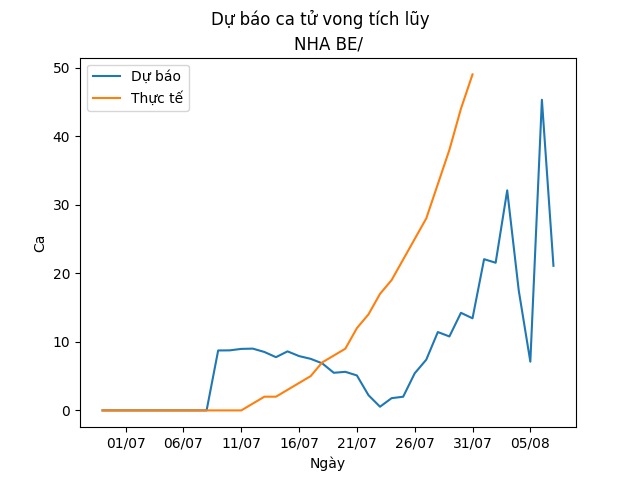 Dự báo ca tử vong tích lũy
NHA BE/
Dự báo
Thực tế
50
40
30
20
10
0
Ca
01/07 06/07 11/07 16/07 21/07 26/07 31/07 05/08
Ngày